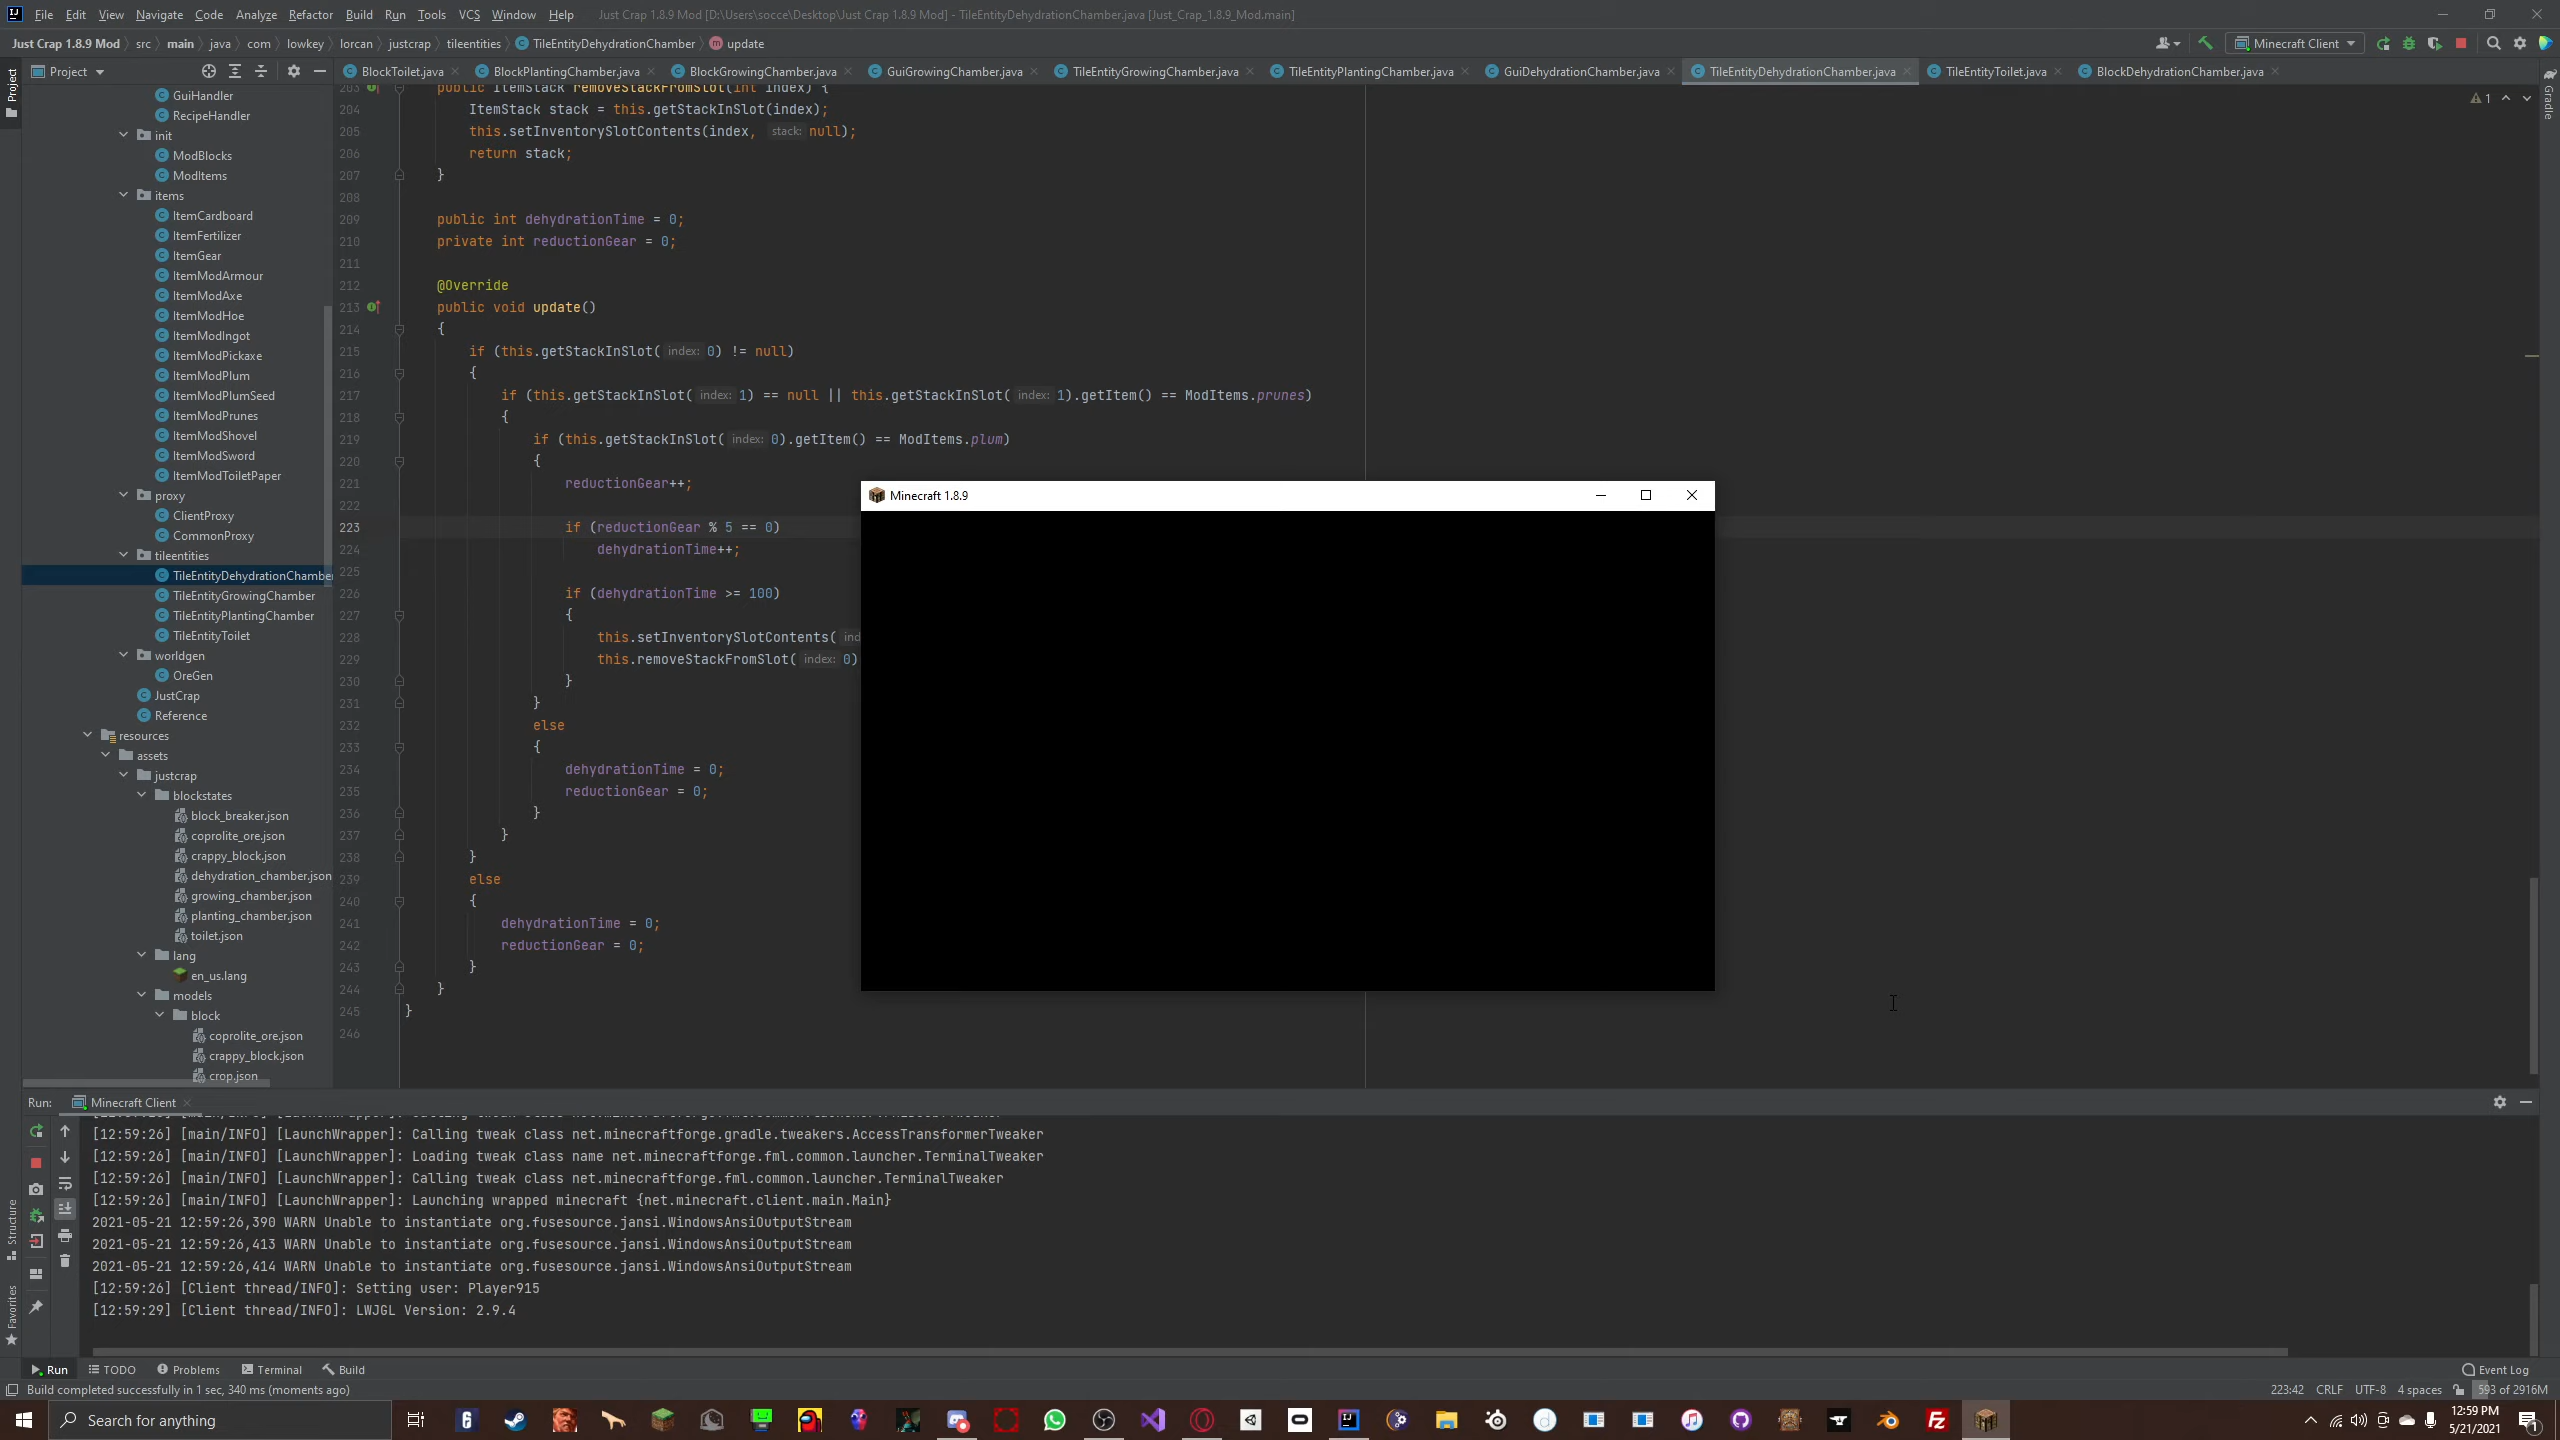 File Edit View Navigate Code Analyze Refactor Build Run Tools VCS Window Help Just Crap 1.8.9 Mod [D:\Users\socce\Desktop\Just Crap 1.8.9 Mod] - TileEntityDehydrationChamber.java [Just_Crap_1.8.9_Mod.main]
Just Crap 1.8.9 Mod src main java com lowkey lorcan justcrap tileentities TileEntityDehydrationChamber update Minecraft Client
Project BlockToilet.java BlockPlantingChamber.java BlockGrowingChamber.java GuiGrowingChamber.java TileEntityGrowingChamber.java TileEntityPlantingChamber.java GuiDehydrationChamber.java TileEntityDehydrationChamber.java TileEntityToilet.java BlockDehydrationChamber.java
Project
Gradle
Structure
Favorites
1
GuiHandler
RecipeHandler
init
ModBlocks
ModItems
items
ItemCardboard
ItemFertilizer
ItemGear
ItemModArmour
ItemModAxe
ItemModHoe
ItemModIngot
ItemModPickaxe
ItemModPlum
ItemModPlumSeed
ItemModPrunes
ItemModShovel
ItemModSword
ItemModToiletPaper
proxy
ClientProxy
CommonProxy
tileentities
TileEntityDehydrationChambe
TileEntityGrowingChamber
TileEntityPlantingChamber
TileEntityToilet
worldgen
OreGen
JustCrap
Reference
resources
assets
justcrap
blockstates
block_breaker.json
coprolite_ore.json
crappy_block.json
dehydration_chamber.json
growing_chamber.json
planting_chamber.json
toilet.json
lang
en_us.lang
models
block
coprolite_ore.json
crappy_block.json
crop.json
203 public ItemStack removeStackFromSlot(int index) {
204 ItemStack stack = this.getStackInSlot(index);
205 this.setInventorySlotContents(index, stack: null);
206 return stack;
207 }
208
209 public int dehydrationTime = 0;
210 private int reductionGear = 0;
211
212 @Override
213 public void update()
214 {
215 if (this.getStackInSlot( index: 0) != null)
216 {
217 if (this.getStackInSlot( index: 1) == null || this.getStackInSlot( index: 1).getItem() == ModItems.prunes)
218 {
219 if (this.getStackInSlot( index: 0).getItem() == ModItems.plum)
220 {
221 reductionGear++;
222
223 if (reductionGear % 5 == 0)
224 dehydrationTime++;
225
226 if (dehydrationTime >= 100)
227 {
228 this.setInventorySlotContents( ind
229 this.removeStackFromSlot( index: 0)
230 }
231 }
232 else
233 {
234 dehydrationTime = 0;
235 reductionGear = 0;
236 }
237 }
238 }
239 else
240 {
241 dehydrationTime = 0;
242 reductionGear = 0;
243 }
244 }
245 }
246
Minecraft 1.8.9
Run: Minecraft Client
[12:59:26] [main/INFO] [LaunchWrapper]: Calling tweak class net.minecraftforge.gradle.tweakers.AccessTransformerTweaker
[12:59:26] [main/INFO] [LaunchWrapper]: Loading tweak class name net.minecraftforge.fml.common.launcher.TerminalTweaker
[12:59:26] [main/INFO] [LaunchWrapper]: Calling tweak class net.minecraftforge.fml.common.launcher.TerminalTweaker
[12:59:26] [main/INFO] [LaunchWrapper]: Launching wrapped minecraft {net.minecraft.client.main.Main}
2021-05-21 12:59:26,390 WARN Unable to instantiate org.fusesource.jansi.WindowsAnsiOutputStream
2021-05-21 12:59:26,413 WARN Unable to instantiate org.fusesource.jansi.WindowsAnsiOutputStream
2021-05-21 12:59:26,414 WARN Unable to instantiate org.fusesource.jansi.WindowsAnsiOutputStream
[12:59:26] [Client thread/INFO]: Setting user: Player915
[12:59:29] [Client thread/INFO]: LWJGL Version: 2.9.4
Run TODO Problems Terminal Build Event Log
Build completed successfully in 1 sec, 340 ms (moments ago) 223:42 CRLF UTF-8 4 spaces 593 of 2916M
Search for anything
12:59 PM
5/21/2021